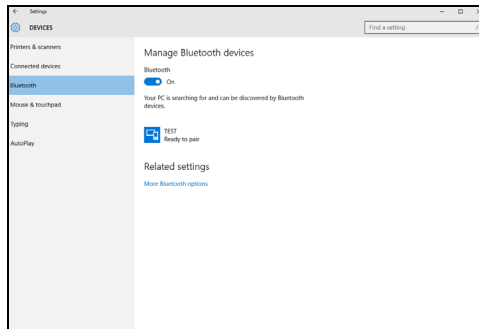 Settings
DEVICES
Find a setting
Printers & scanners
Connected devices
Bluetooth
Mouse & touchpad
Typing
AutoPlay
Manage Bluetooth devices
Bluetooth
On
Your PC is searching for and can be discovered by Bluetooth
devices.
TEST
Ready to pair
Related settings
More Bluetooth options